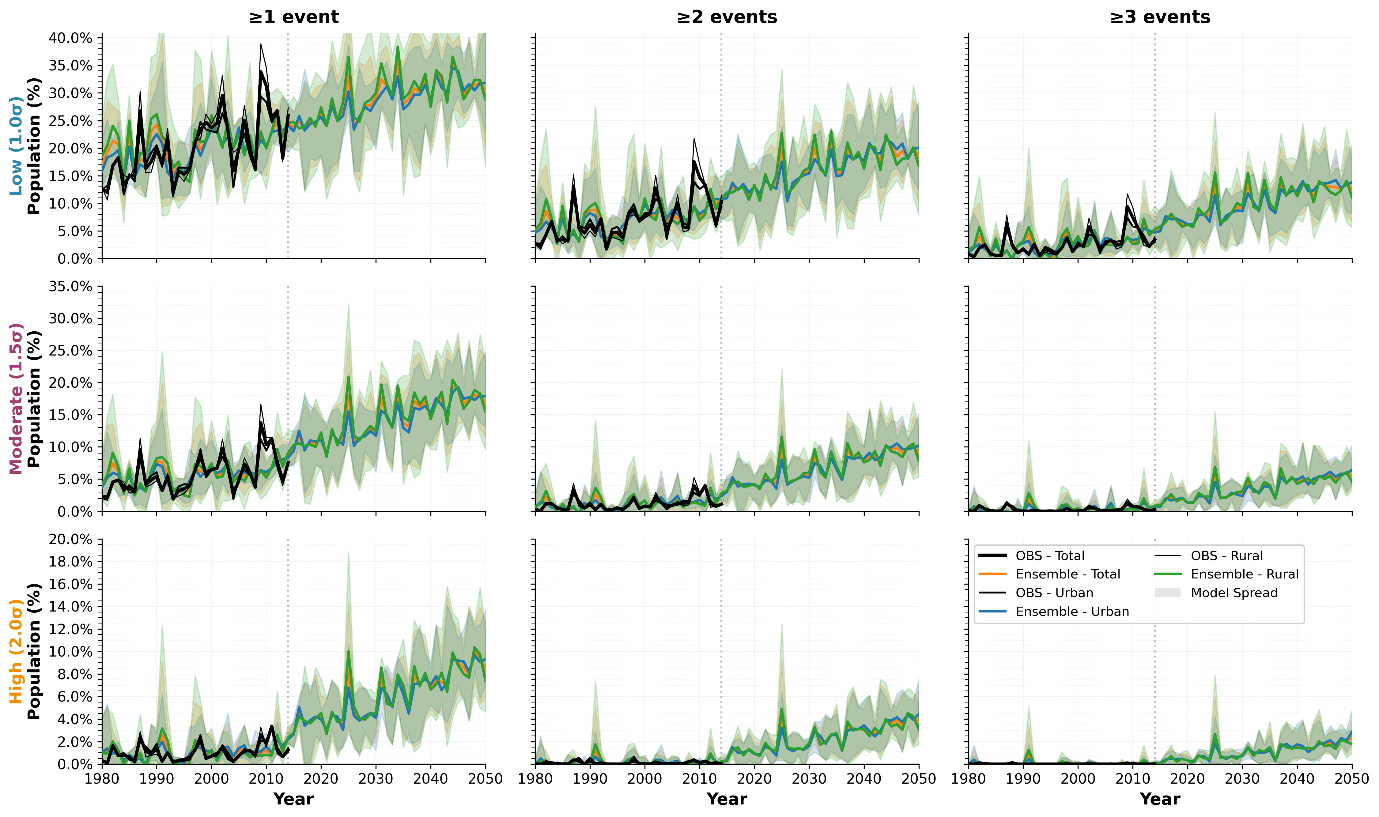 ≥1 event
≥2 events
≥3 events
Low (1.0σ)
Population (%)
40.0%
35.0%
30.0%
25.0%
20.0%
15.0%
10.0%
5.0%
0.0%
Moderate (1.5σ)
Population (%)
35.0%
30.0%
25.0%
20.0%
15.0%
10.0%
5.0%
0.0%
High (2.0σ)
Population (%)
20.0%
18.0%
16.0%
14.0%
12.0%
10.0%
8.0%
6.0%
4.0%
2.0%
0.0%
OBS - Total
Ensemble - Total
OBS - Urban
Ensemble - Urban
OBS - Rural
Ensemble - Rural
Model Spread
1980 1990 2000 2010 2020 2030 2040 2050
1980 1990 2000 2010 2020 2030 2040 2050
1980 1990 2000 2010 2020 2030 2040 2050
Year
Year
Year